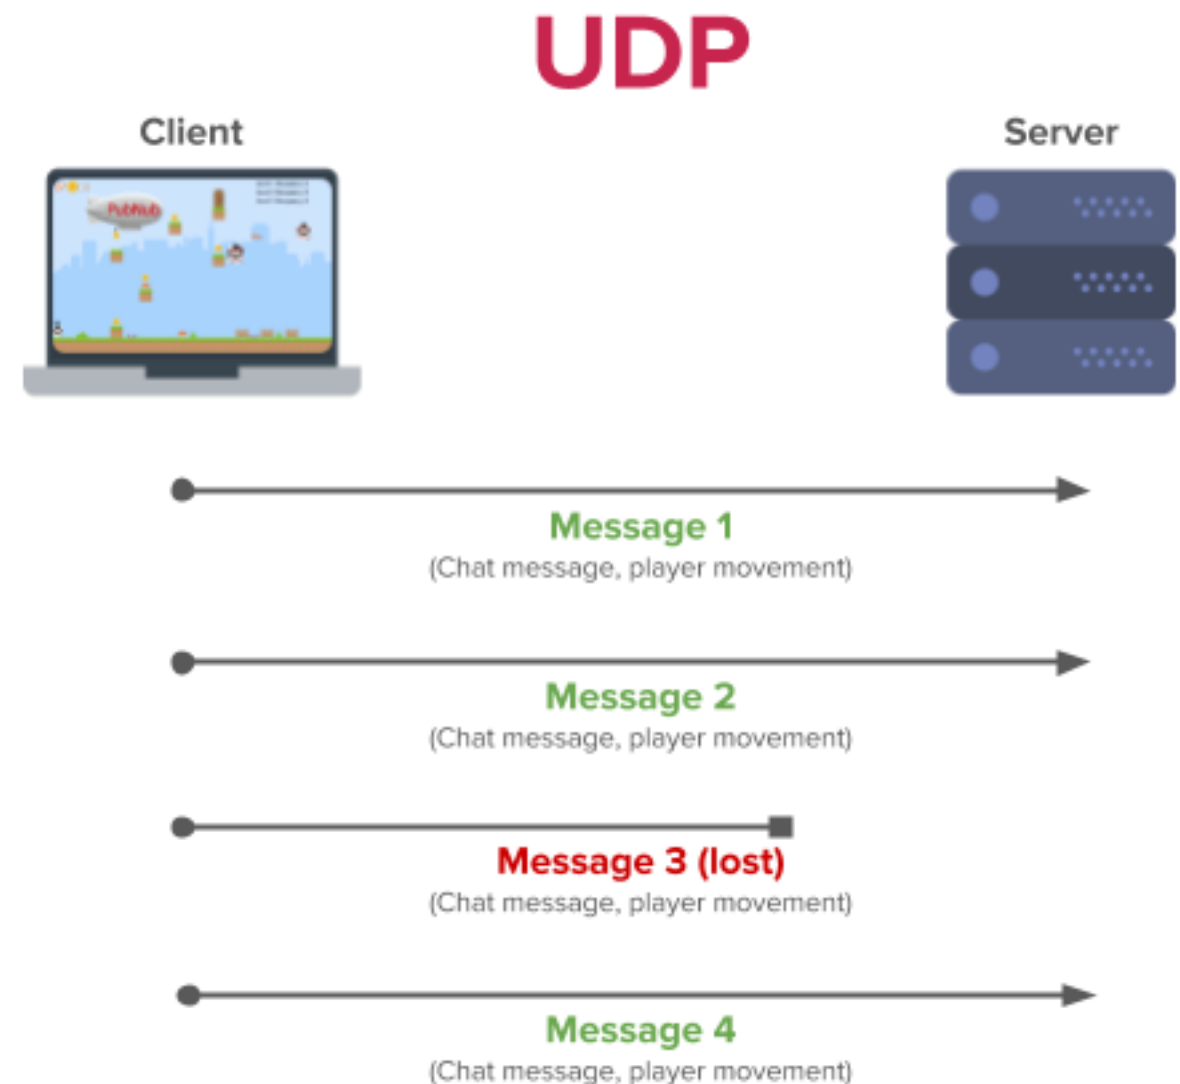 UDP
Client
Server
PubNub
Message 1
(Chat message, player movement)
Message 2
(Chat message, player movement)
Message 3 (lost)
(Chat message, player movement)
Message 4
(Chat message, player movement)